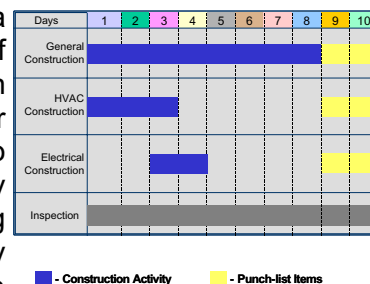 Days 1 2 3 4 5 6 7 8 9 10
General
Construction
HVAC
Construction
Electrical
Construction
Inspection
- Construction Activity - Punch-list Items